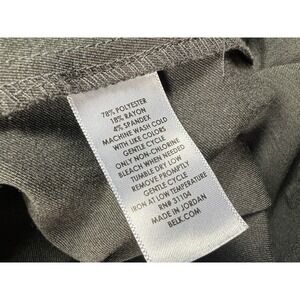 78% POLYESTER
18% RAYON
4% SPANDEX
MACHINE WASH COLD
WITH LIKE COLORS
GENTLE CYCLE
ONLY NON-CHLORINE
BLEACH WHEN NEEDED
TUMBLE DRY LOW
REMOVE PROMPTLY
GENTLE CYCLE
IRON AT LOW TEMPERATURE
RN# 31104
MADE IN JORDAN
BELK.COM